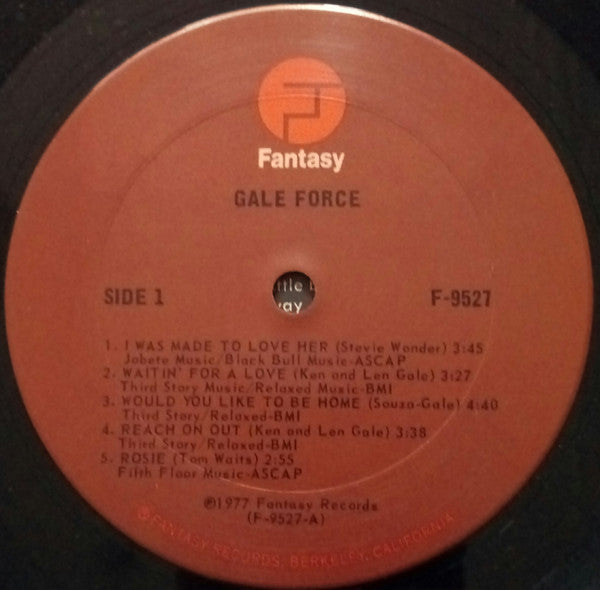 Fantasy
GALE FORCE
SIDE 1
F-9527
way
1. I WAS MADE TO LOVE HER (Stevie Wonder) 3:45
Jobete Music/Black Bull Music-ASCAP
2. WAITIN' FOR A LOVE (Ken and Len Gale) 3:27
Third Story Music/Relaxed Music-BMI
3. WOULD YOU LIKE TO BE HOME (Souza-Gale) 4:40
Third Story/Relaxed-BMI
4. REACH ON OUT (Ken and Len Gale) 3:38
Third Story/Relaxed-BMI
5. ROSIE (Tom Waits) 2:55
Fifth Floor Music-ASCAP
℗1977 Fantasy Records
(F-9527-A)
© FANTASY RECORDS, BERKELEY, CALIFORNIA